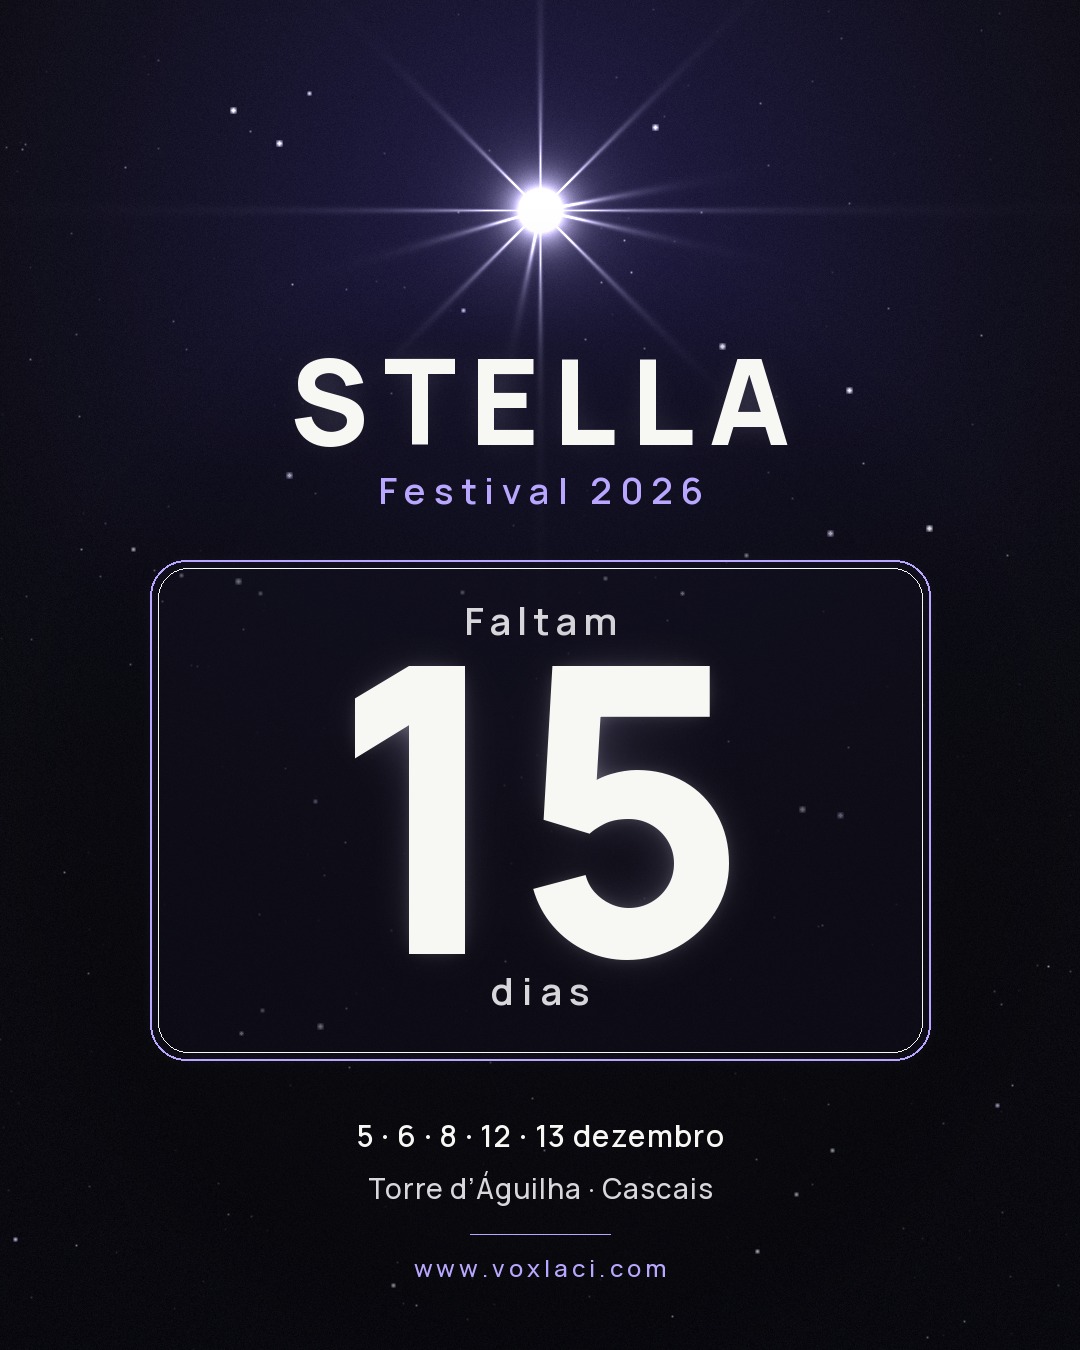 STELLA
Festival 2026
Faltam
15
dias
5 · 6 · 8 · 12 · 13 dezembro
Torre d’Águilha · Cascais
www.voxlaci.com